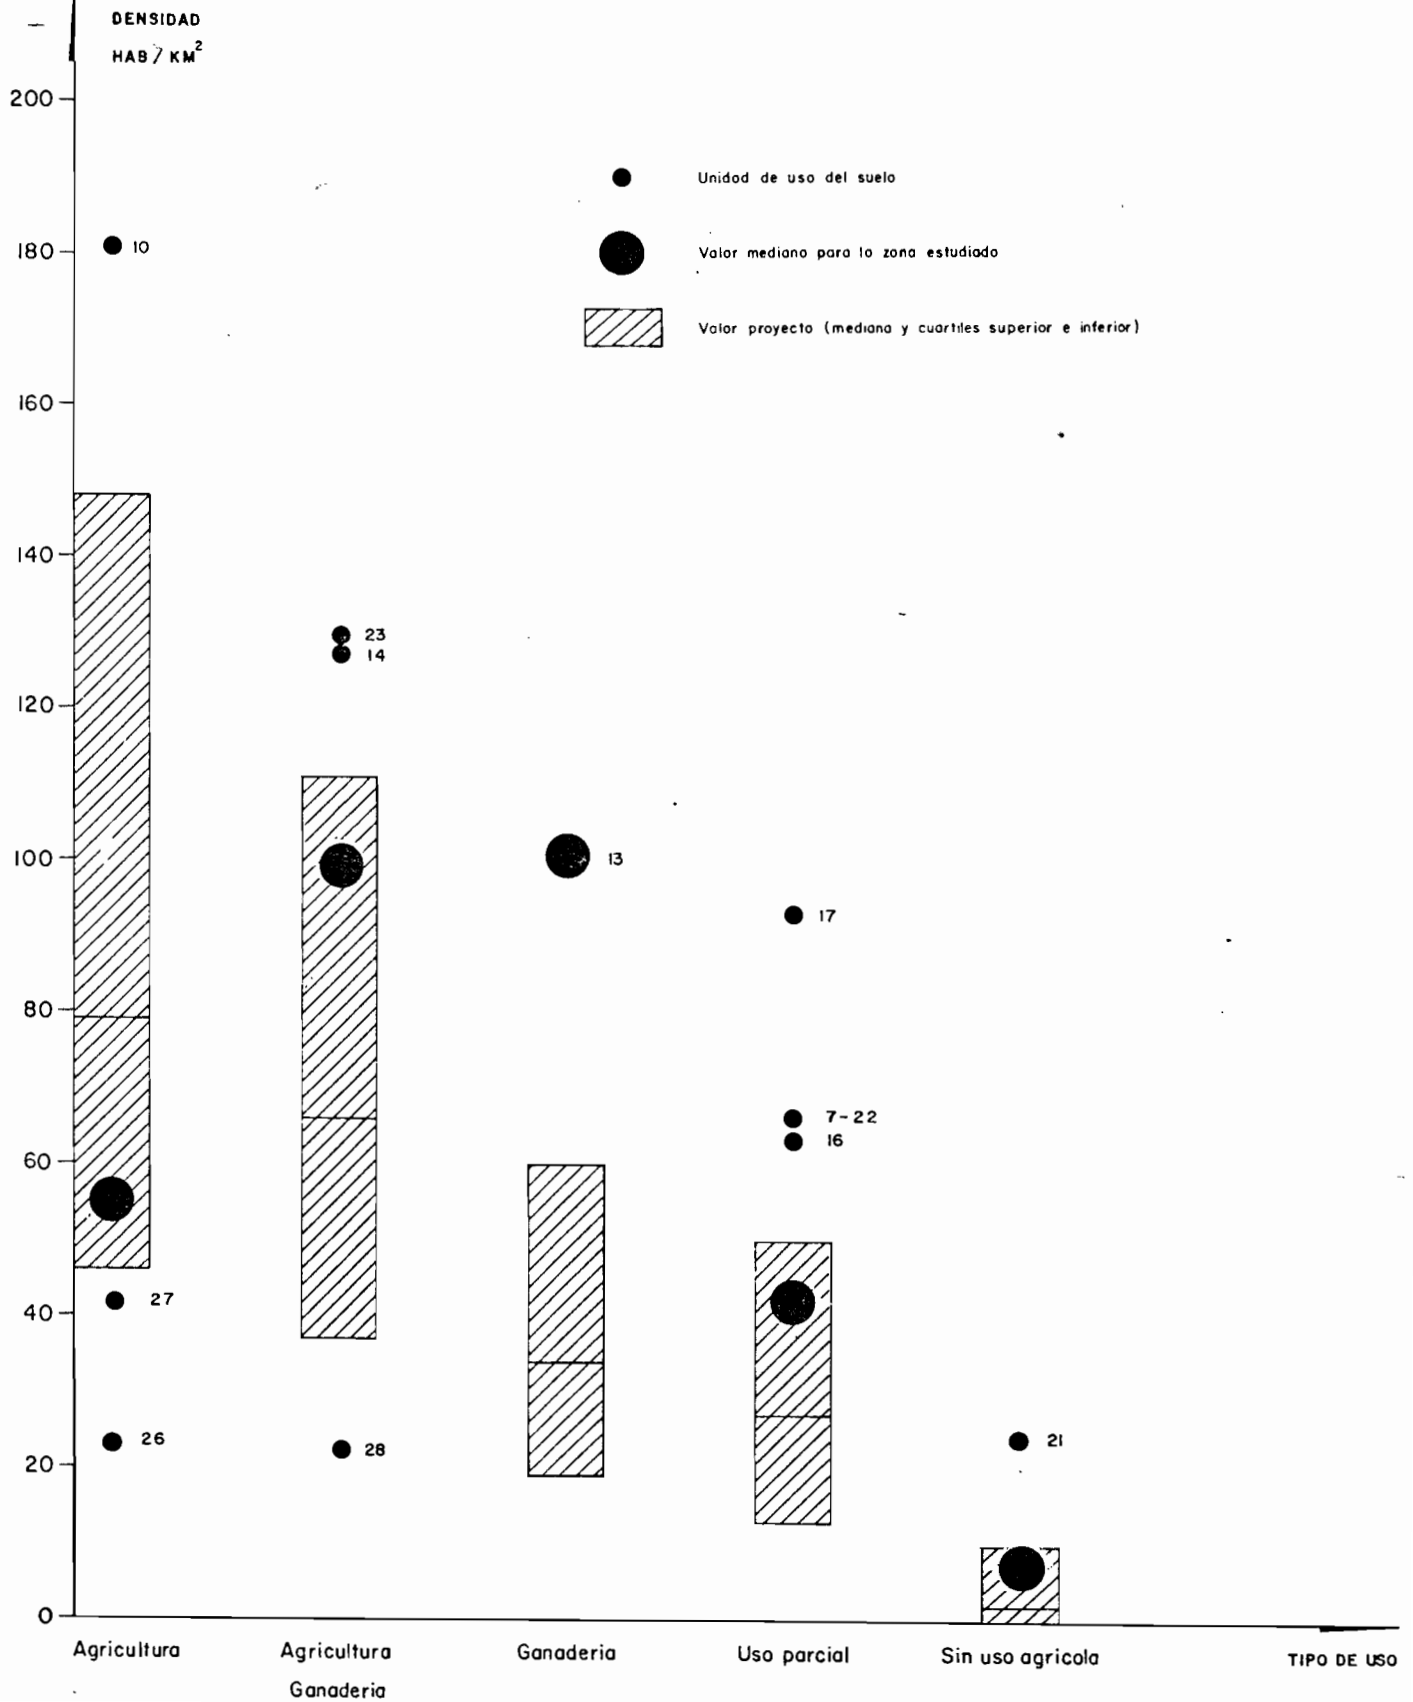 DENSIDAD
HAB/KM²
200
180
160
140
120
100
80
60
40
20
0
Unidad de uso del suelo
Valor mediano para la zona estudiada
Valor proyecto (mediana y cuartiles superior e inferior)
10
23
14
13
17
7-22
16
27
26
28
21
Agricultura
Agricultura
Ganaderia
Ganaderia
Uso parcial
Sin uso agricola
TIPO DE USO